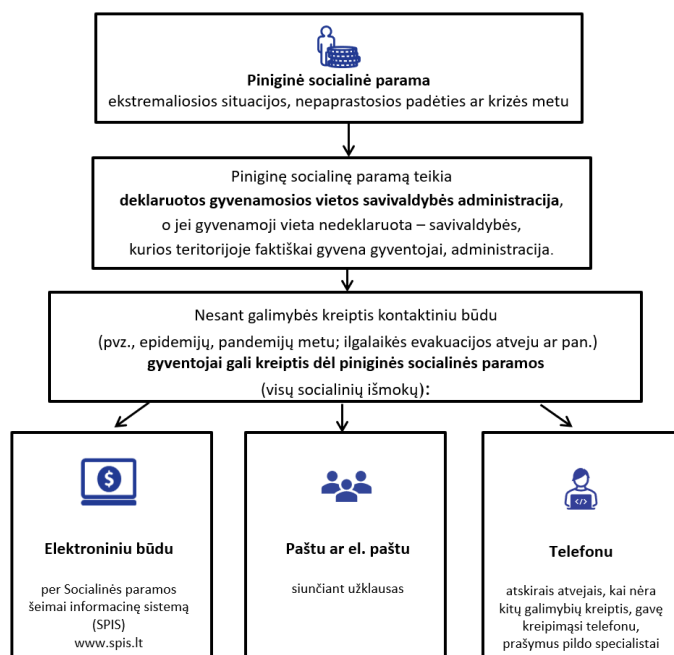 Piniginė socialinė parama
ekstremaliosios situacijos, nepaprastosios padėties ar krizės metu
Piniginę socialinę paramą teikia
deklaruotos gyvenamosios vietos savivaldybės administracija,
o jei gyvenamoji vieta nedeklaruota – savivaldybės,
kurios teritorijoje faktiškai gyvena gyventojai, administracija.
Nesant galimybės kreiptis kontaktiniu būdu
(pvz., epidemijų, pandemijų metu; ilgalaikės evakuacijos atveju ar pan.)
gyventojai gali kreiptis dėl piniginės socialinės paramos
(visų socialinių išmokų):
Elektroniniu būdu
per Socialinės paramos
šeimai informacinę sistemą
(SPIS)
www.spis.lt
Paštu ar el. paštu
siunčiant užklausas
Telefonu
atskirais atvejais, kai nėra
kitų galimybių kreiptis, gavę
kreipimąsi telefonu,
prašymus pildo specialistai